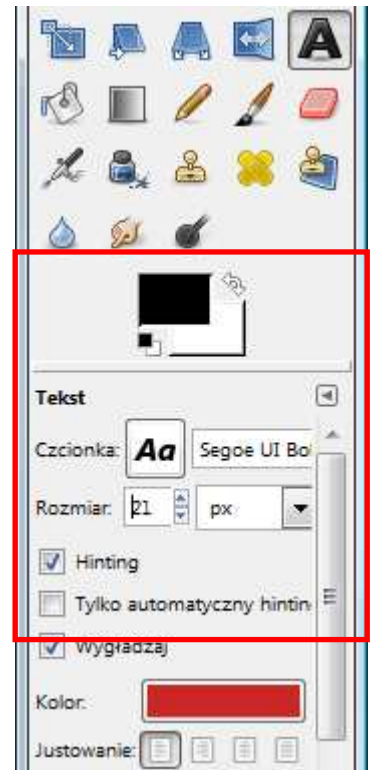 A
Tekst
Czcionka: Aa Segoe UI Bo
Rozmiar: 21 px
Hinting
Tylko automatyczny hintin
Wygładzaj
Kolor:
Justowanie: